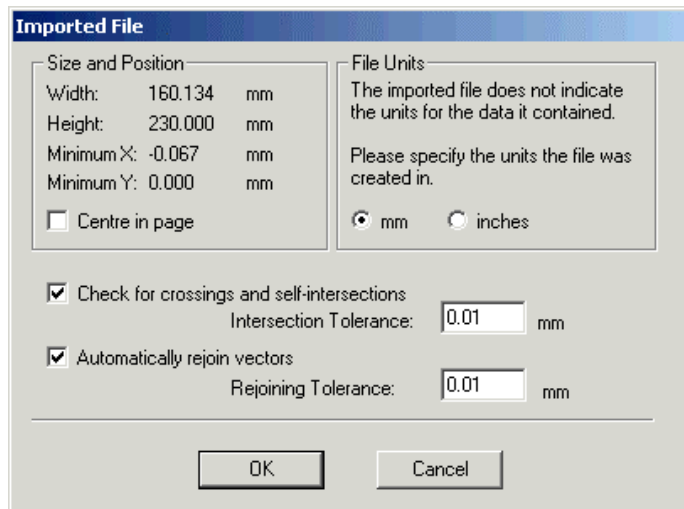 Imported File
Size and Position
Width: 160.134 mm
Height: 230.000 mm
Minimum X: -0.067 mm
Minimum Y: 0.000 mm
Centre in page
File Units
The imported file does not indicate
the units for the data it contained.
Please specify the units the file was
created in.
mm inches
Check for crossings and self-intersections
Intersection Tolerance: 0.01 mm
Automatically rejoin vectors
Rejoining Tolerance: 0.01 mm
OK Cancel